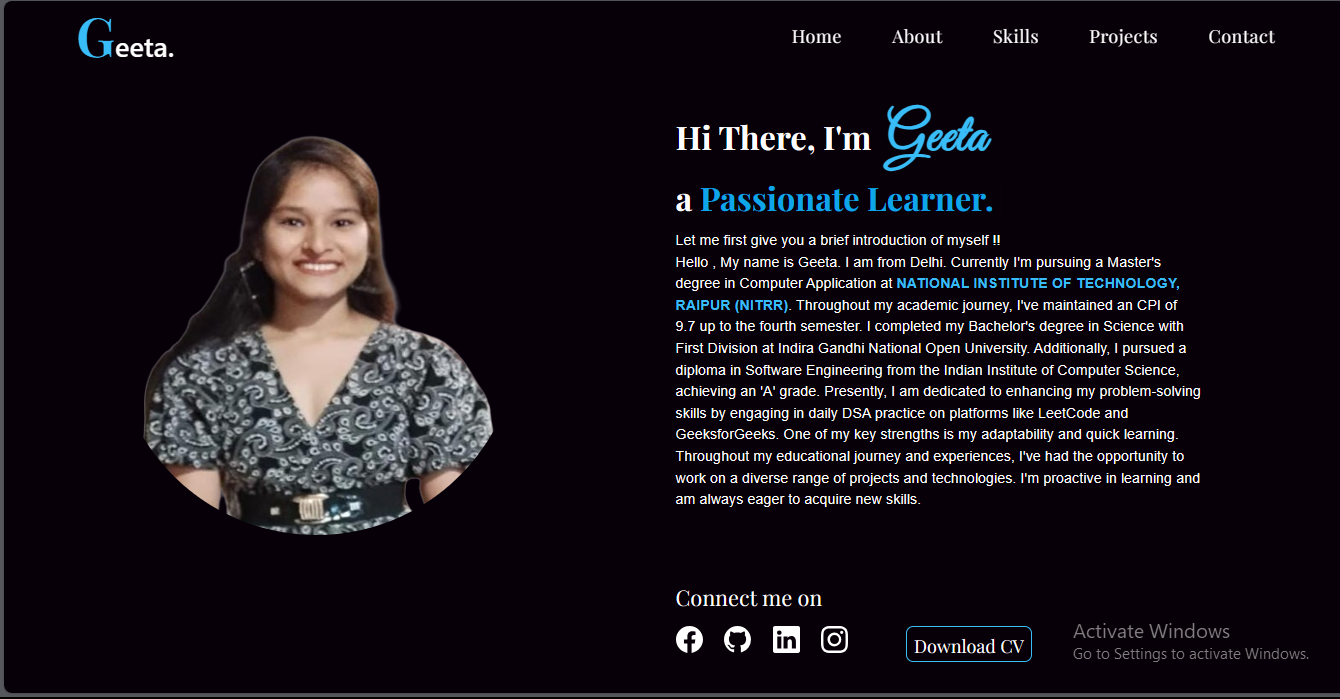 Geeta.
Home About Skills Projects Contact
Hi There, I'm Geeta
a Passionate Learner.
Let me first give you a brief introduction of myself !!
Hello , My name is Geeta. I am from Delhi. Currently I'm pursuing a Master's
degree in Computer Application at NATIONAL INSTITUTE OF TECHNOLOGY,
RAIPUR (NITRR). Throughout my academic journey, I've maintained an CPI of
9.7 up to the fourth semester. I completed my Bachelor's degree in Science with
First Division at Indira Gandhi National Open University. Additionally, I pursued a
diploma in Software Engineering from the Indian Institute of Computer Science,
achieving an 'A' grade. Presently, I am dedicated to enhancing my problem-solving
skills by engaging in daily DSA practice on platforms like LeetCode and
GeeksforGeeks. One of my key strengths is my adaptability and quick learning.
Throughout my educational journey and experiences, I've had the opportunity to
work on a diverse range of projects and technologies. I'm proactive in learning and
am always eager to acquire new skills.
Connect me on
in
Download CV
Activate Windows
Go to Settings to activate Windows.